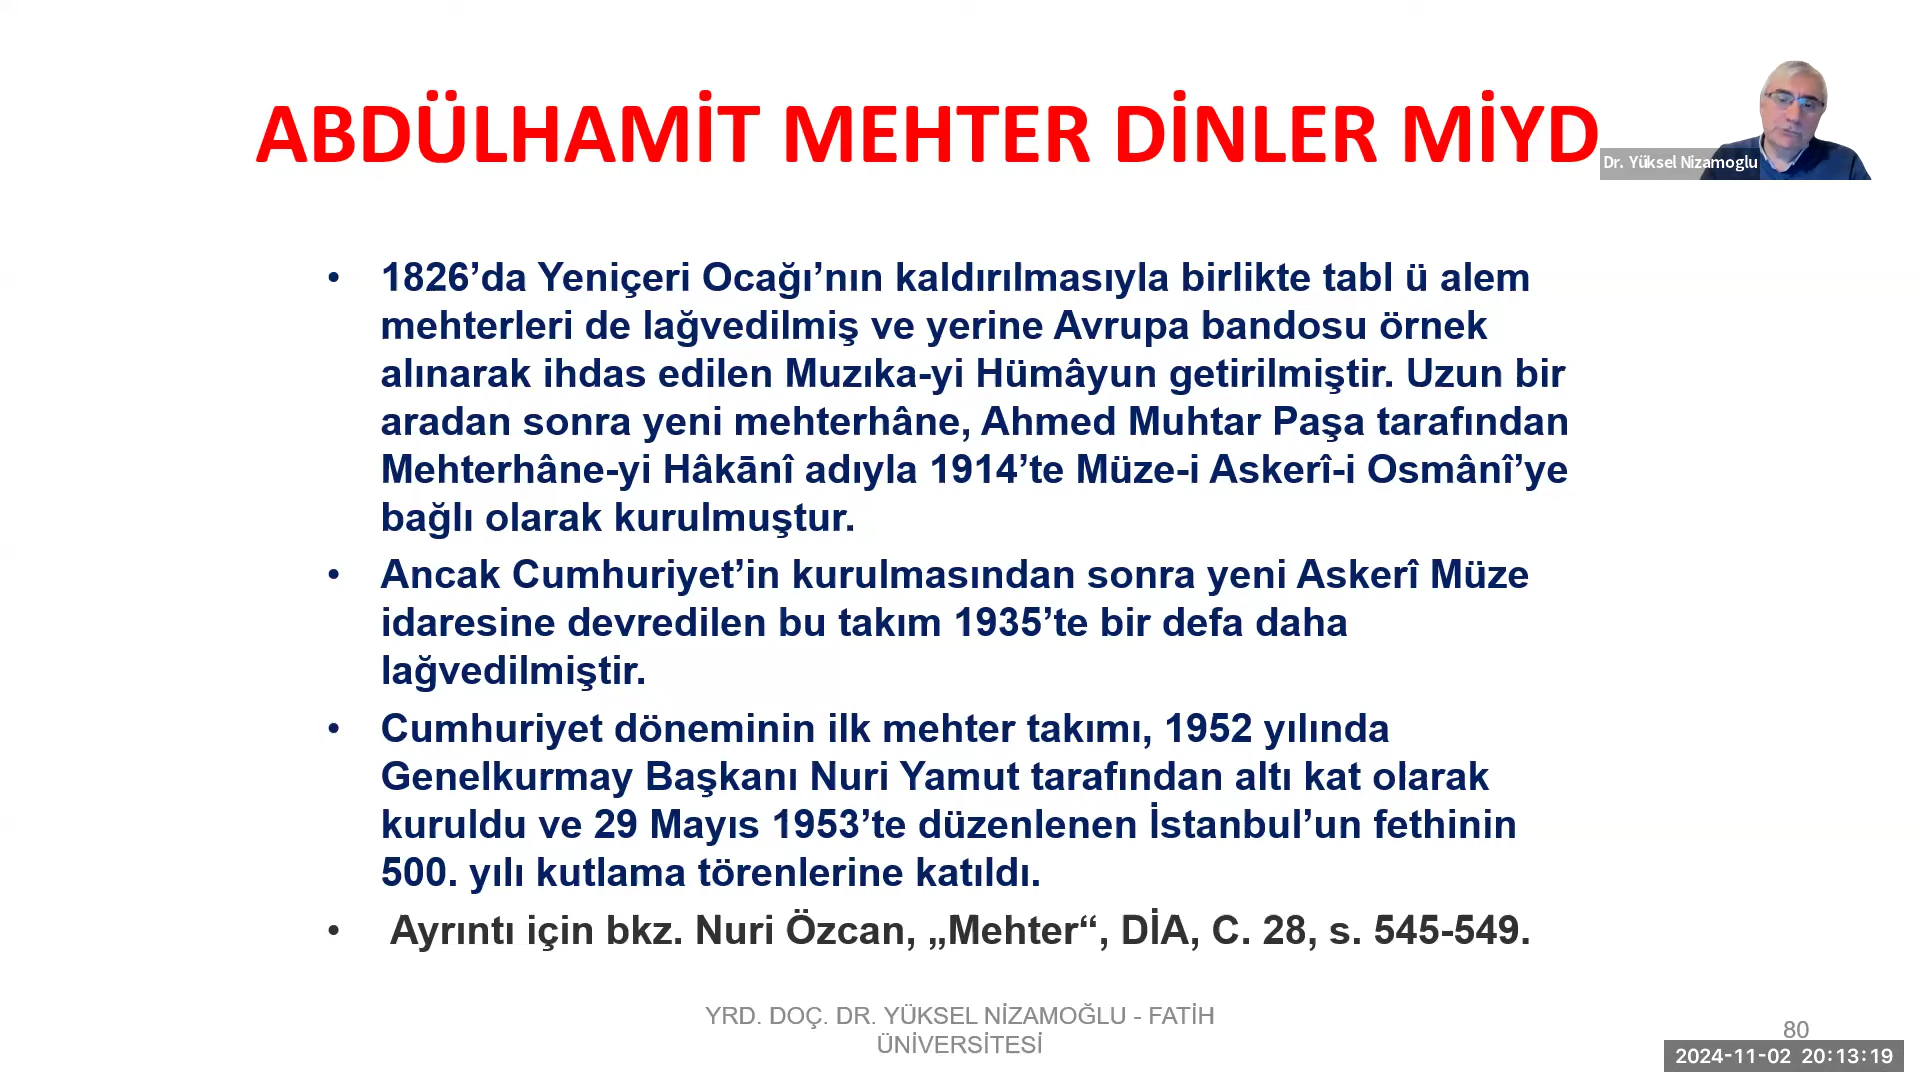 ABDÜLHAMİT MEHTER DİNLER MİYD
Dr. Yüksel Nizamoglu
• 1826’da Yeniçeri Ocağı’nın kaldırılmasıyla birlikte tabl ü alem
mehterleri de lağvedilmiş ve yerine Avrupa bandosu örnek
alınarak ihdas edilen Muzıka-yi Hümâyun getirilmiştir. Uzun bir
aradan sonra yeni mehterhâne, Ahmed Muhtar Paşa tarafından
Mehterhâne-yi Hâkānî adıyla 1914’te Müze-i Askerî-i Osmânî’ye
bağlı olarak kurulmuştur.
• Ancak Cumhuriyet’in kurulmasından sonra yeni Askerî Müze
idaresine devredilen bu takım 1935’te bir defa daha
lağvedilmiştir.
• Cumhuriyet döneminin ilk mehter takımı, 1952 yılında
Genelkurmay Başkanı Nuri Yamut tarafından altı kat olarak
kuruldu ve 29 Mayıs 1953’te düzenlenen İstanbul’un fethinin
500. yılı kutlama törenlerine katıldı.
• Ayrıntı için bkz. Nuri Özcan, „Mehter“, DİA, C. 28, s. 545-549.
YRD. DOÇ. DR. YÜKSEL NİZAMOĞLU - FATİH
ÜNİVERSİTESİ
80
2024-11-02 20:13:19